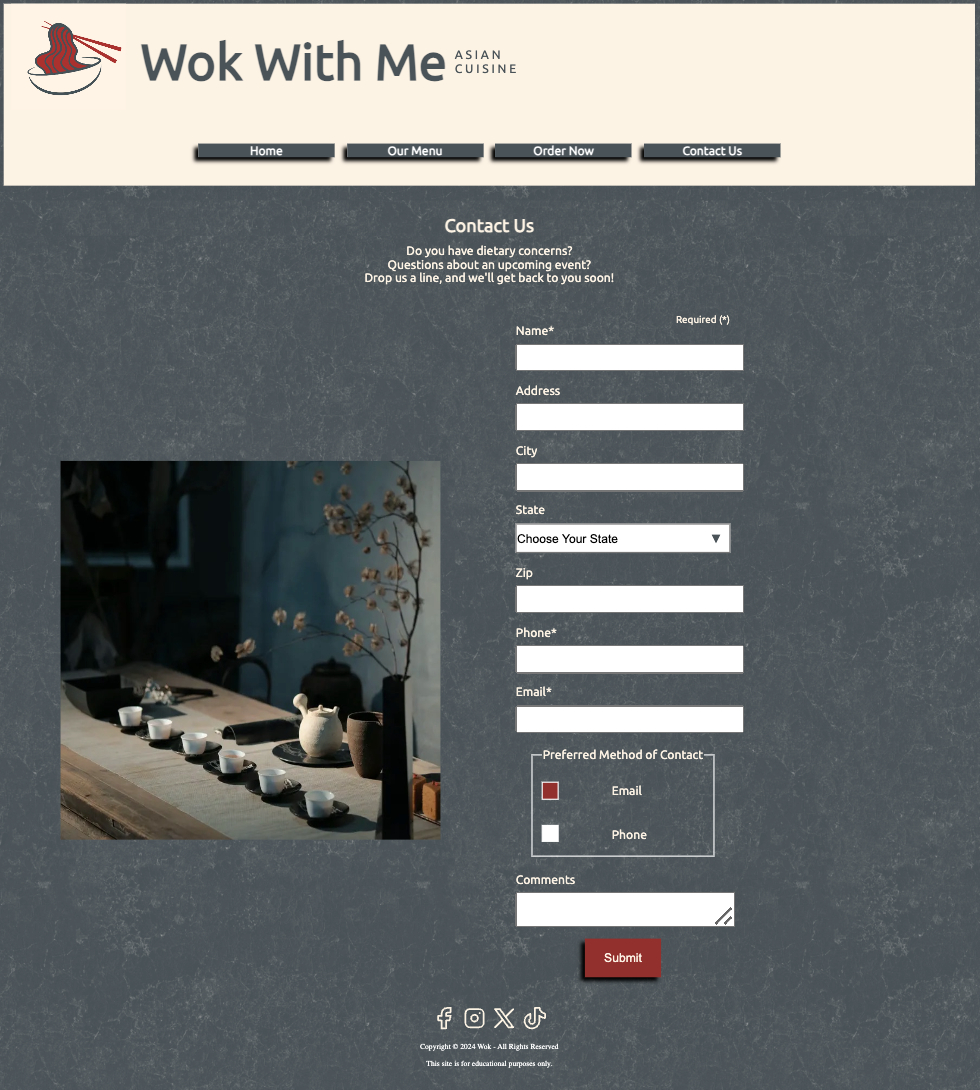 Wok With Me
ASIAN
CUISINE
Home Our Menu Order Now Contact Us
Contact Us
Do you have dietary concerns?
Questions about an upcoming event?
Drop us a line, and we'll get back to you soon!
Required (*)
Name*
Address
City
State
Choose Your State
Zip
Phone*
Email*
Preferred Method of Contact
Email
Phone
Comments
Submit
Copyright © 2024 Wok - All Rights Reserved
This site is for educational purposes only.